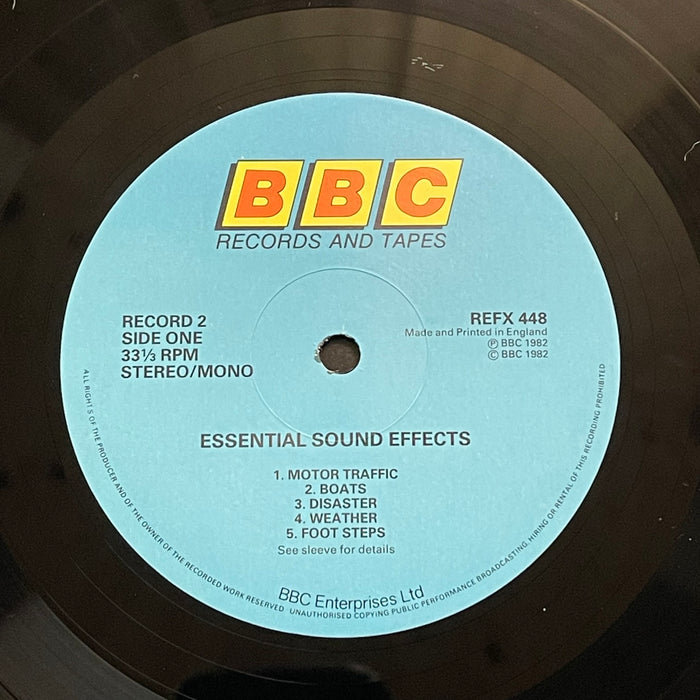 BBC
RECORDS AND TAPES
RECORD 2
SIDE ONE
33⅓ RPM
STEREO/MONO
REFX 448
Made and Printed in England
Ⓟ BBC 1982
© BBC 1982
ESSENTIAL SOUND EFFECTS
1. MOTOR TRAFFIC
2. BOATS
3. DISASTER
4. WEATHER
5. FOOT STEPS
See sleeve for details
BBC Enterprises Ltd
ALL RIGHTS OF THE PRODUCER AND OF THE OWNER OF THE RECORDED WORK RESERVED UNAUTHORISED COPYING PUBLIC PERFORMANCE BROADCASTING, HIRING OR RENTAL OF THIS RECORDING PROHIBITED